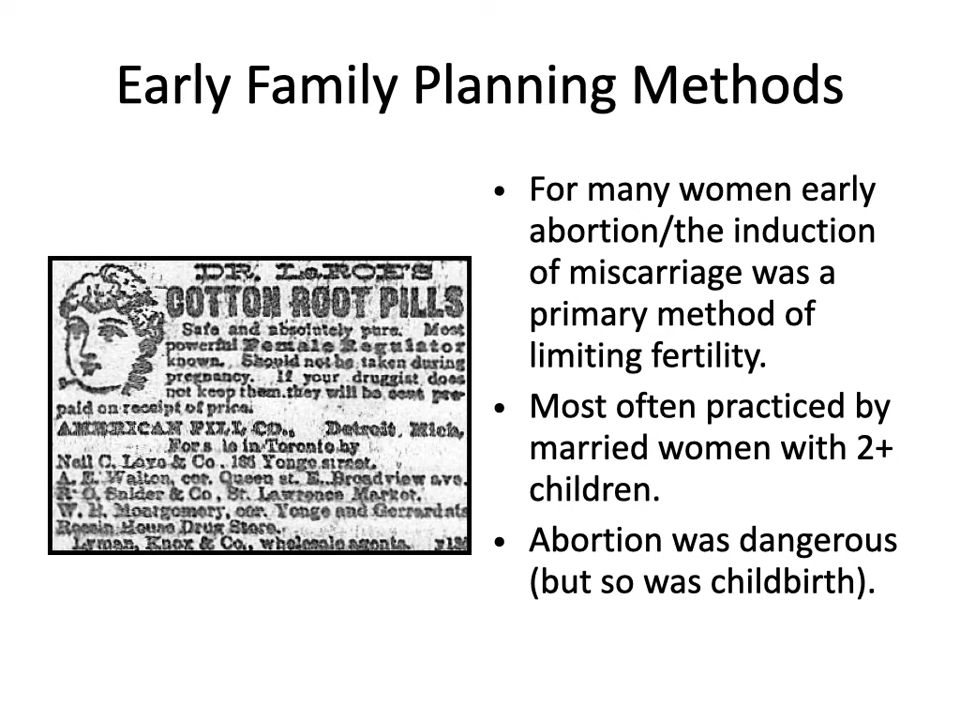 Early Family Planning Methods
DR. LeROE'S
COTTON ROOT PILLS
Safe and absolutely pure. Most
powerful Female Regulator
known. Should not be taken during
pregnancy. If your druggist does
not keep them, they will be sent pre-
paid on receipt of price.
AMERICAN PILL CO., Detroit, Mich,
For s le in Toronto by
Neil C. Love & Co, 166 Yonge street.
A. E. Walton, cor. Queen st. E., Broadview ave.
R. G. Snider & Co, St. Lawrence Market.
W. H. Montgomery, cor. Yonge and Gerrard sts
Rossin House Drug Store.
Lyman, Knox & Co., wholesale agents.
• For many women early
abortion/the induction
of miscarriage was a
primary method of
limiting fertility.
• Most often practiced by
married women with 2+
children.
• Abortion was dangerous
(but so was childbirth).